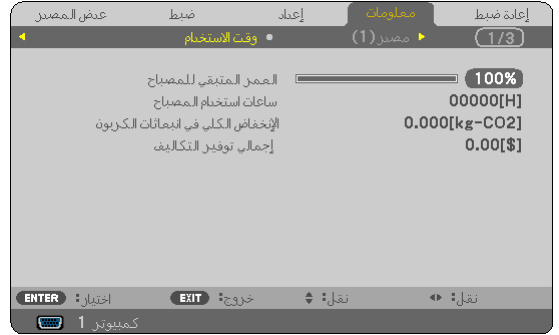 عرض المصدر ضبط إعداد معلومات إعادة ضبط
وقت الاستخدام مصدر(1) (1/3)
العمر المتبقي للمصباح 100%
ساعات استخدام المصباح 00000[H]
الإنخفاض الكلي في انبعاثات الكربون 0.000[kg-CO2]
إجمالي توفير التكاليف 0.00[$]
ENTER اختيار: EXIT خروج: نقل: نقل:
كمبيوتر 1